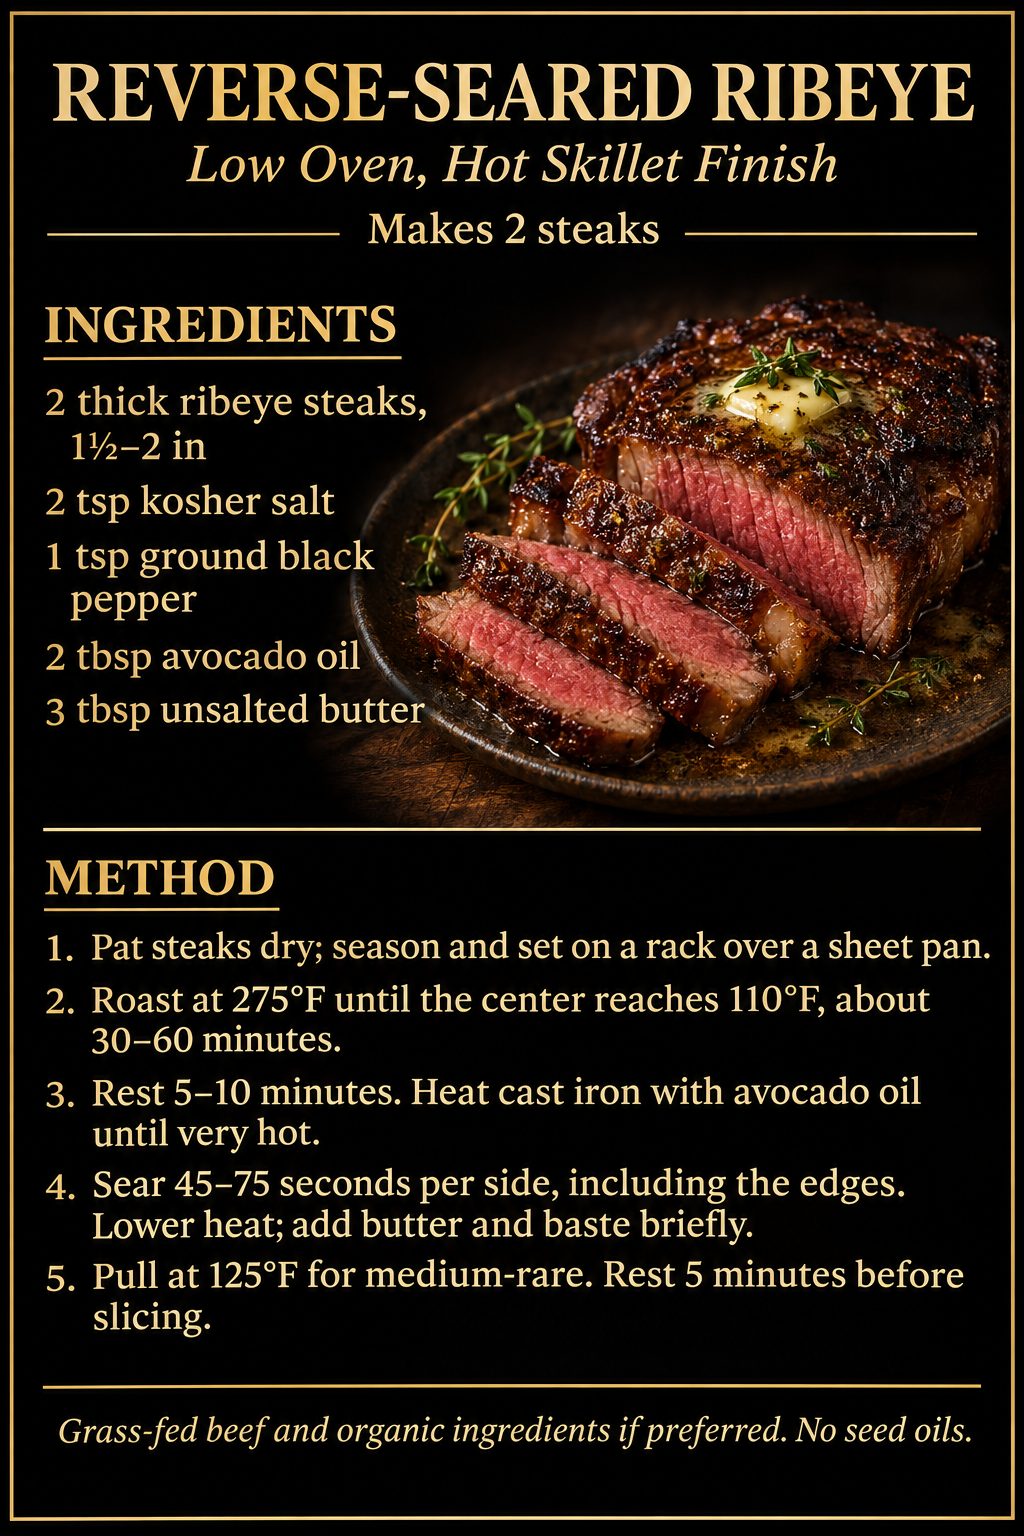 REVERSE-SEARED RIBEYE
Low Oven, Hot Skillet Finish
Makes 2 steaks
INGREDIENTS
2 thick ribeye steaks,
1½–2 in
2 tsp kosher salt
1 tsp ground black
pepper
2 tbsp avocado oil
3 tbsp unsalted butter
METHOD
1. Pat steaks dry; season and set on a rack over a sheet pan.
2. Roast at 275°F until the center reaches 110°F, about
30–60 minutes.
3. Rest 5–10 minutes. Heat cast iron with avocado oil
until very hot.
4. Sear 45–75 seconds per side, including the edges.
Lower heat; add butter and baste briefly.
5. Pull at 125°F for medium-rare. Rest 5 minutes before
slicing.
Grass-fed beef and organic ingredients if preferred. No seed oils.